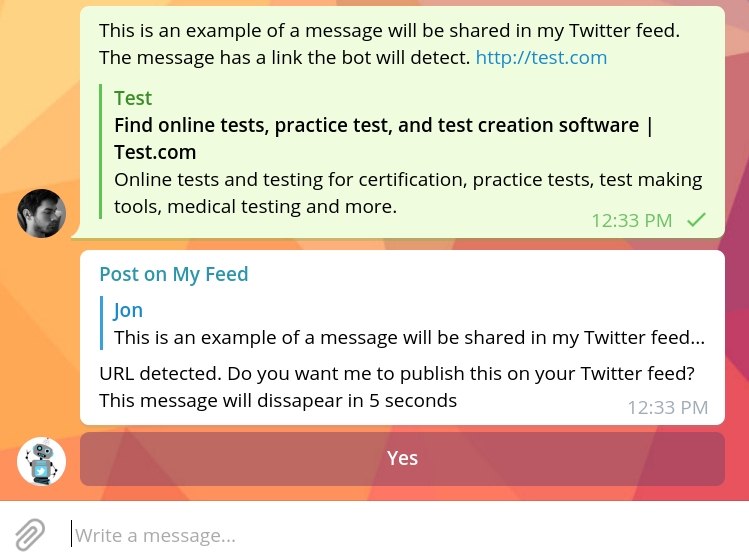 This is an example of a message will be shared in my Twitter feed.
The message has a link the bot will detect. http://test.com
Test
Find online tests, practice test, and test creation software |
Test.com
Online tests and testing for certification, practice tests, test making
tools, medical testing and more.
12:33 PM
Post on My Feed
Jon
This is an example of a message will be shared in my Twitter feed...
URL detected. Do you want me to publish this on your Twitter feed?
This message will dissapear in 5 seconds
12:33 PM
Yes
Write a message...